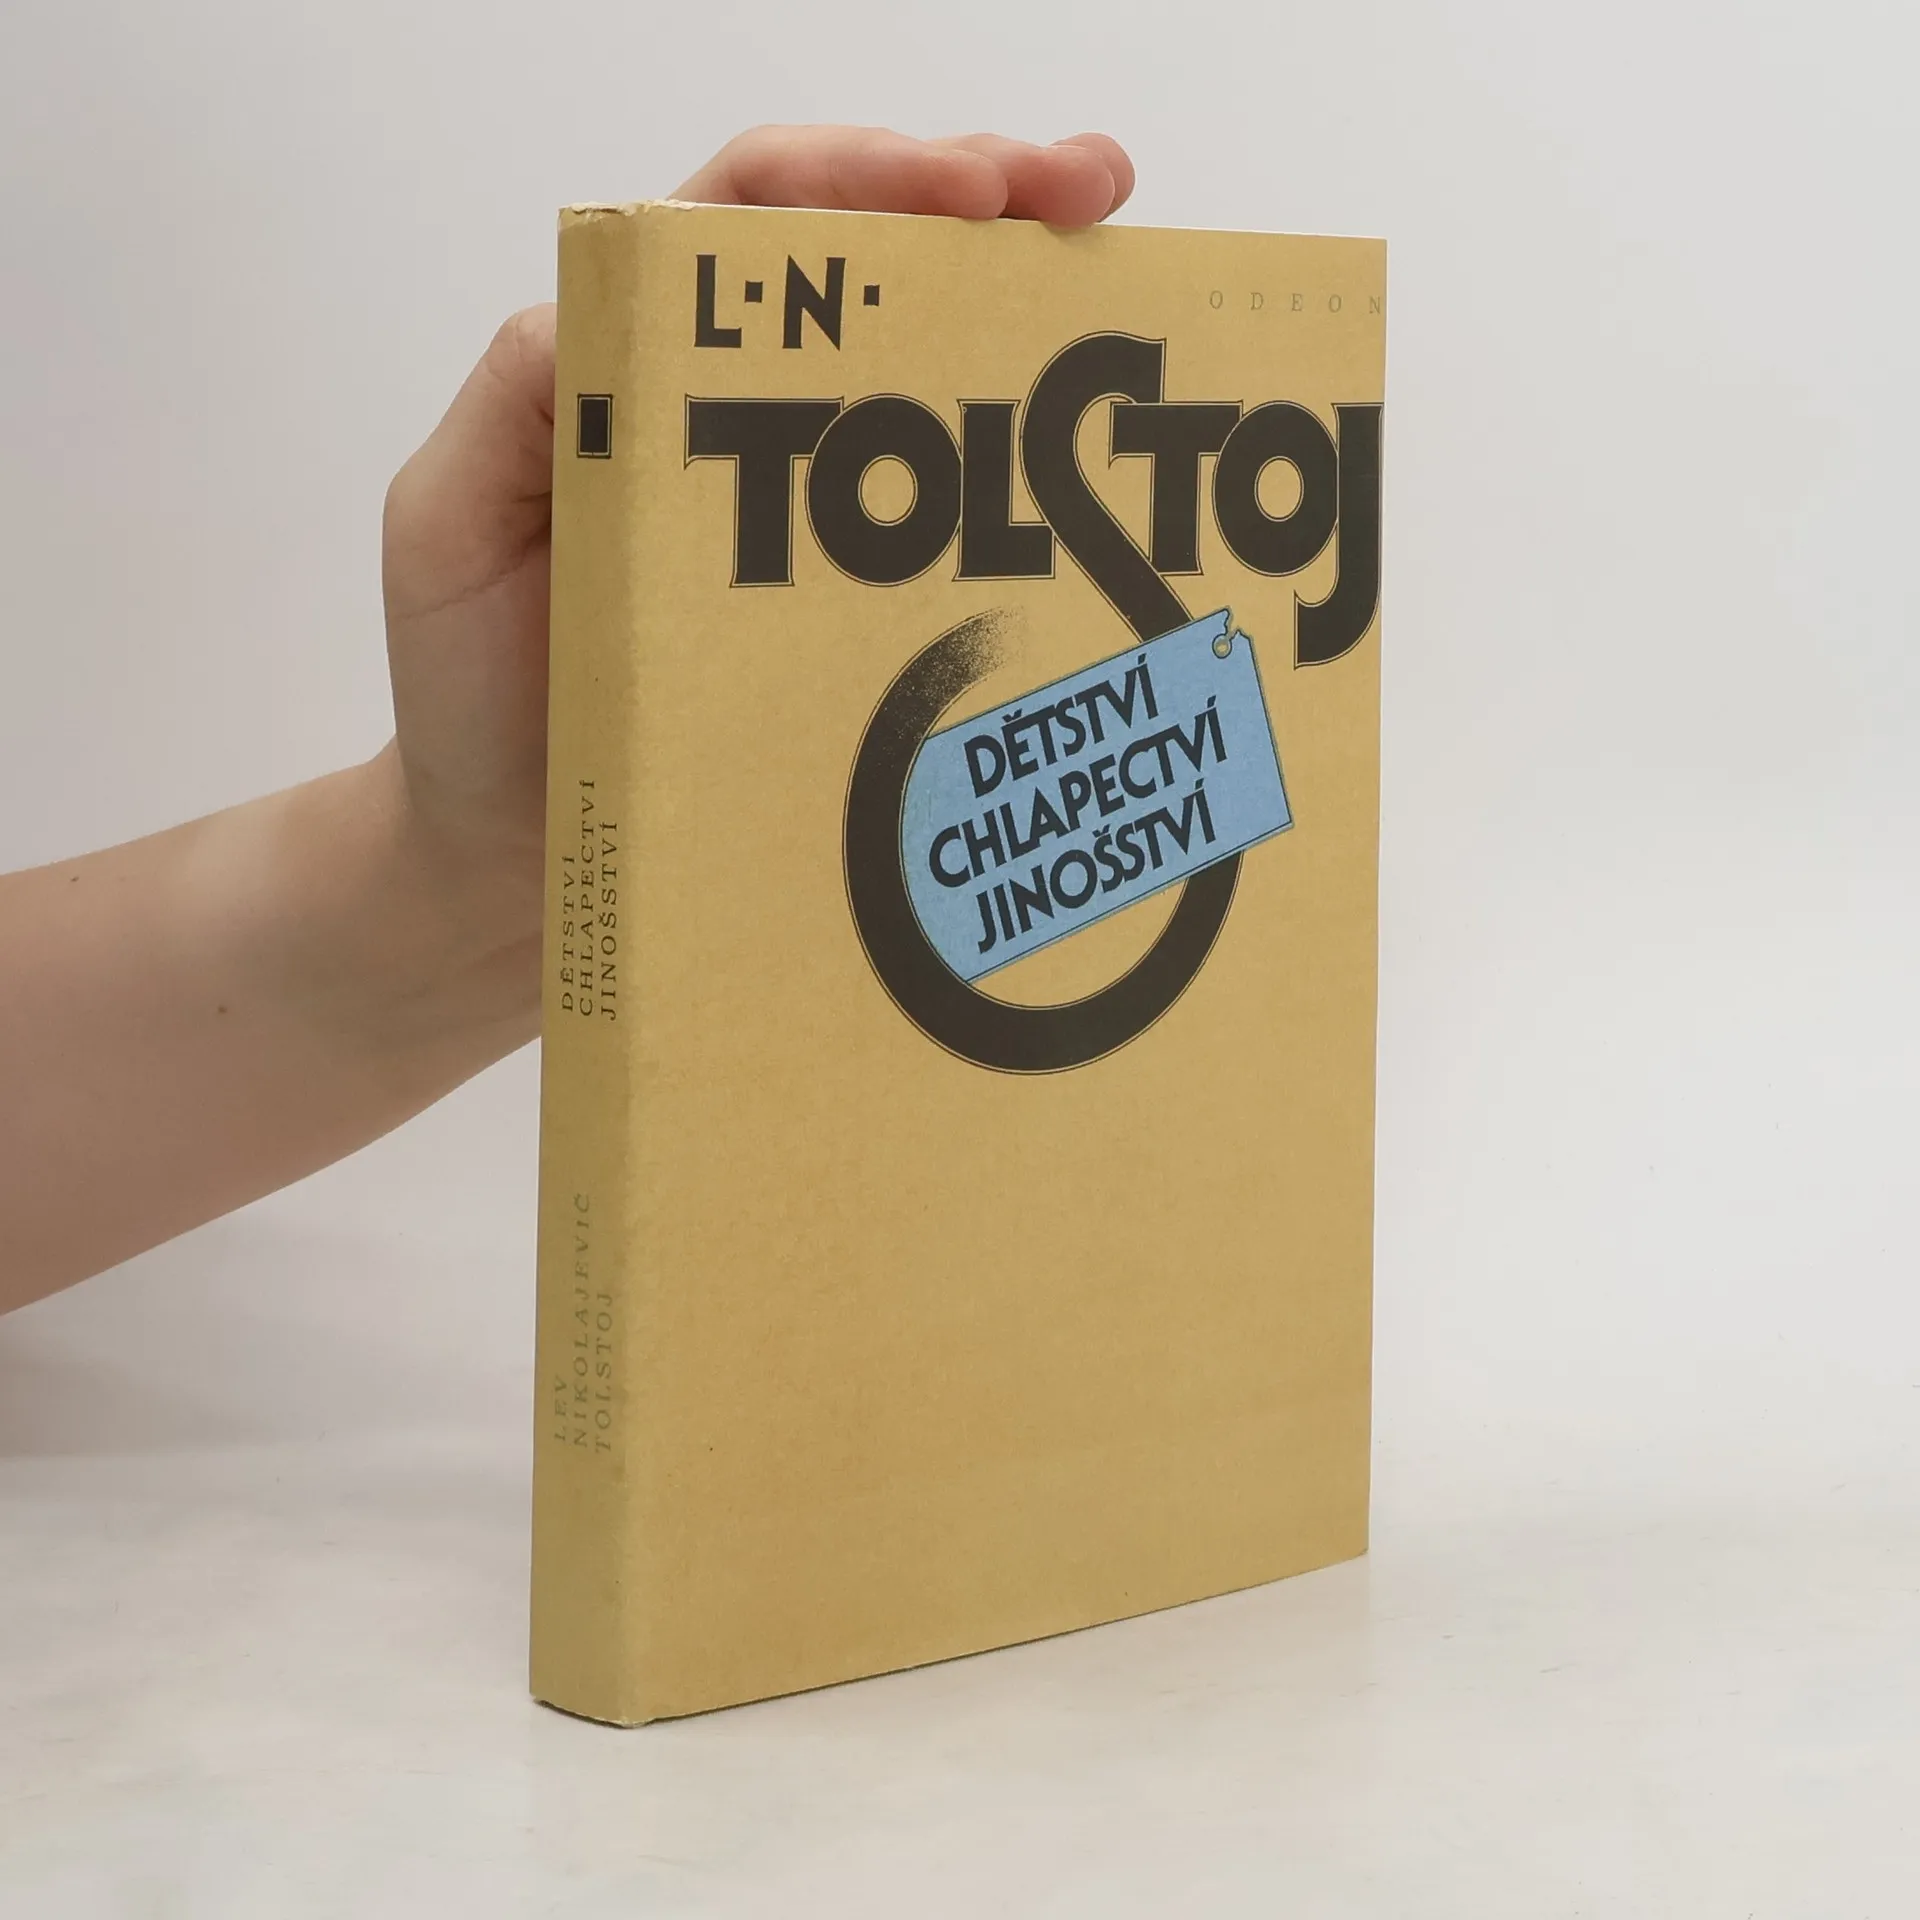 L·N·
ODEON
TOLSTOJ
DĚTSTVÍ
CHLAPECTVÍ
JINOŠSTVÍ
DĚTSTVÍ
CHLAPECTVÍ
JINOŠSTVÍ
LEV
NIKOLAJEVIČ
TOLSTOJ